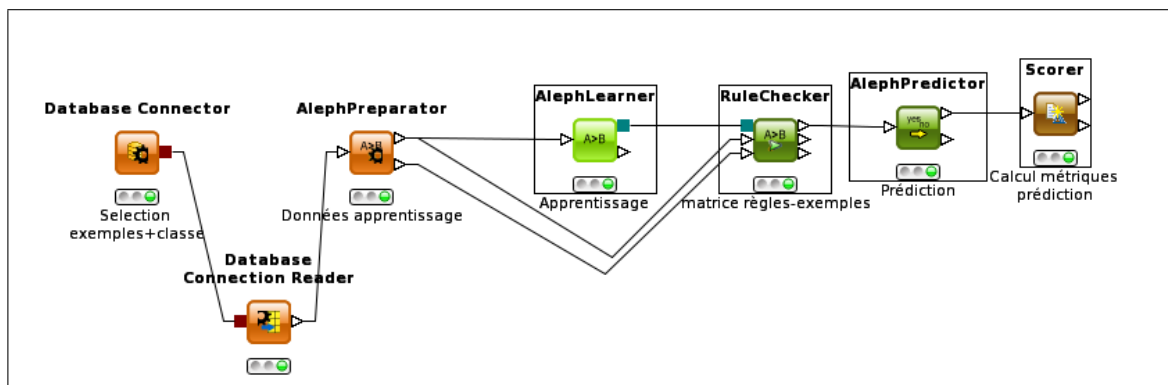 Database Connector
Selection
exemples+classe
Database
Connection Reader
AlephPreparator
A>B
Données apprentissage
AlephLearner
A>B
Apprentissage
RuleChecker
A>B
matrice règles-exemples
AlephPredictor
yes/no
Prédiction
Scorer
Calcul métriques
prédiction